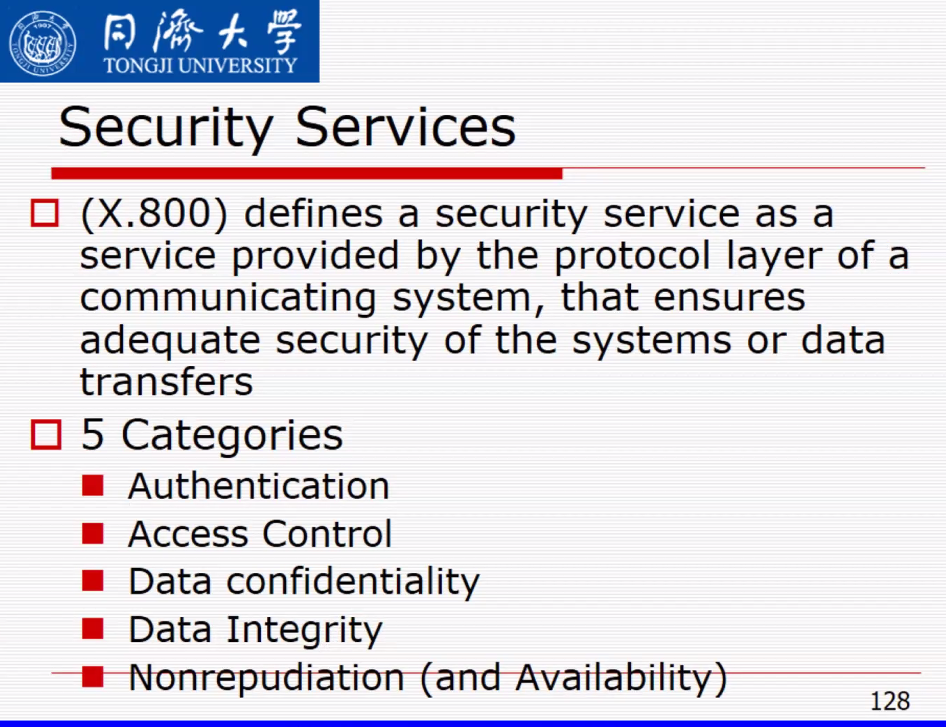 同濟大學
TONGJI UNIVERSITY
Security Services
(X.800) defines a security service as a
service provided by the protocol layer of a
communicating system, that ensures
adequate security of the systems or data
transfers
5 Categories
Authentication
Access Control
Data confidentiality
Data Integrity
Nonrepudiation (and Availability)
128